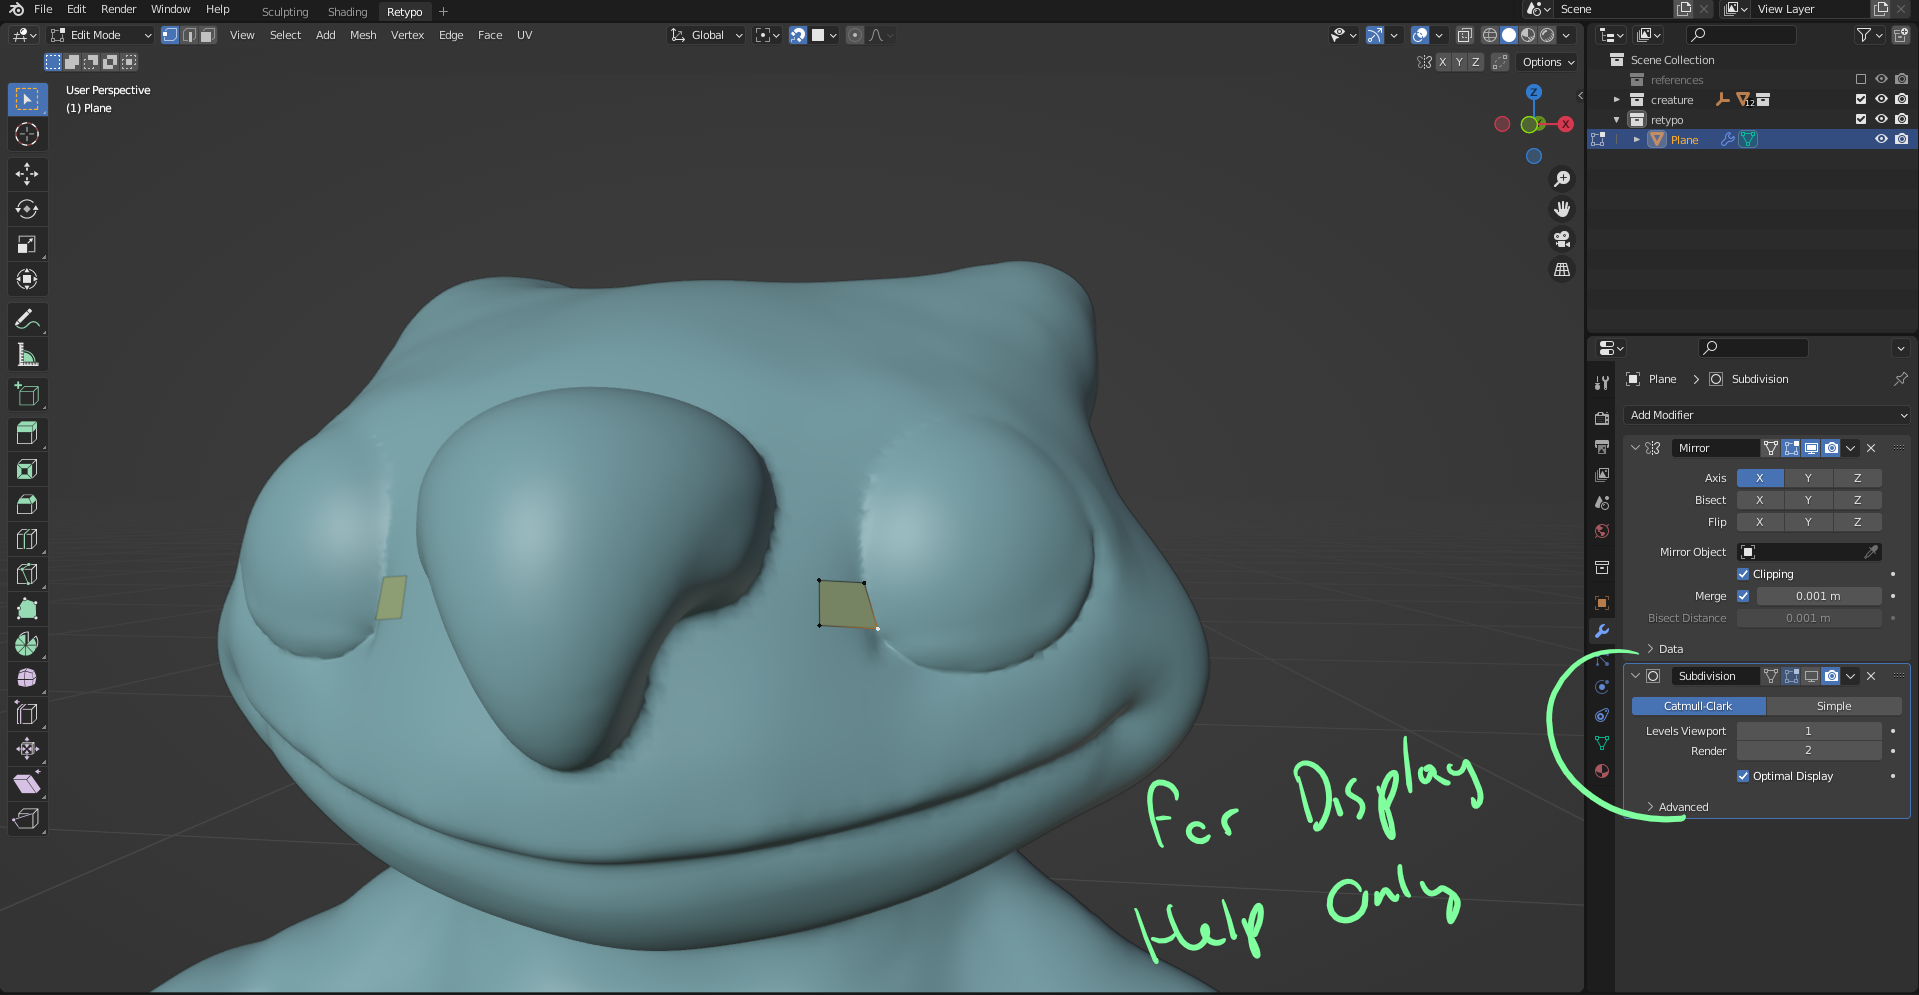 File Edit Render Window Help Sculpting Shading Retypo +
Scene View Layer
Edit Mode View Select Add Mesh Vertex Edge Face UV Global
X Y Z Options
User Perspective
(1) Plane
Z
X
Scene Collection
references
creature 12
retypo
Plane
Plane > Subdivision
Add Modifier
Mirror
Axis X Y Z
Bisect X Y Z
Flip X Y Z
Mirror Object
Clipping
Merge 0.001 m
Bisect Distance 0.001 m
Data
Subdivision
Catmull-Clark Simple
Levels Viewport 1
Render 2
Optimal Display
Advanced
For Display
Help Only